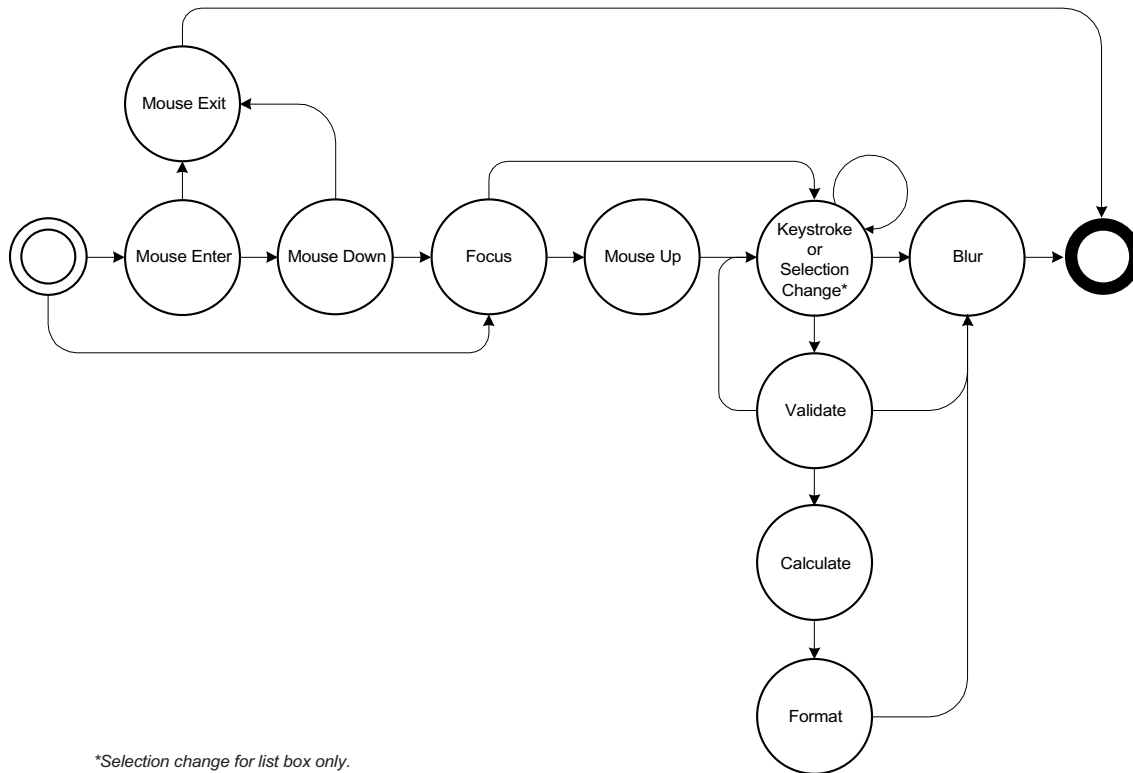 Mouse Exit
Mouse Enter
Mouse Down
Focus
Mouse Up
Keystroke
or
Selection
Change*
Blur
Validate
Calculate
Format
*Selection change for list box only.